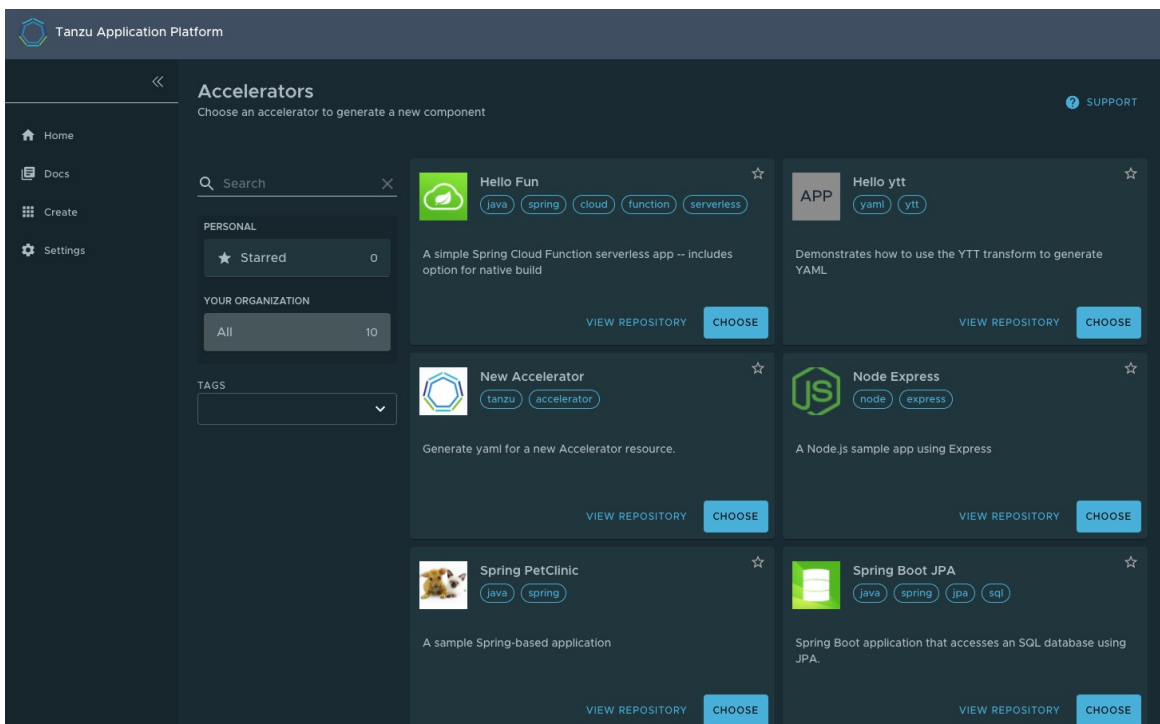 Tanzu Application Platform
Home
Docs
Create
Settings
Accelerators
Choose an accelerator to generate a new component
SUPPORT
Search
PERSONAL
Starred 0
YOUR ORGANIZATION
All 10
TAGS
Hello Fun
java spring cloud function serverless
A simple Spring Cloud Function serverless app -- includes
option for native build
VIEW REPOSITORY CHOOSE
APP
Hello ytt
yaml ytt
Demonstrates how to use the YTT transform to generate
YAML
VIEW REPOSITORY CHOOSE
New Accelerator
tanzu accelerator
Generate yaml for a new Accelerator resource.
VIEW REPOSITORY CHOOSE
JS
Node Express
node express
A Node.js sample app using Express
VIEW REPOSITORY CHOOSE
Spring PetClinic
java spring
A sample Spring-based application
VIEW REPOSITORY CHOOSE
Spring Boot JPA
java spring jpa sql
Spring Boot application that accesses an SQL database using
JPA.
VIEW REPOSITORY CHOOSE